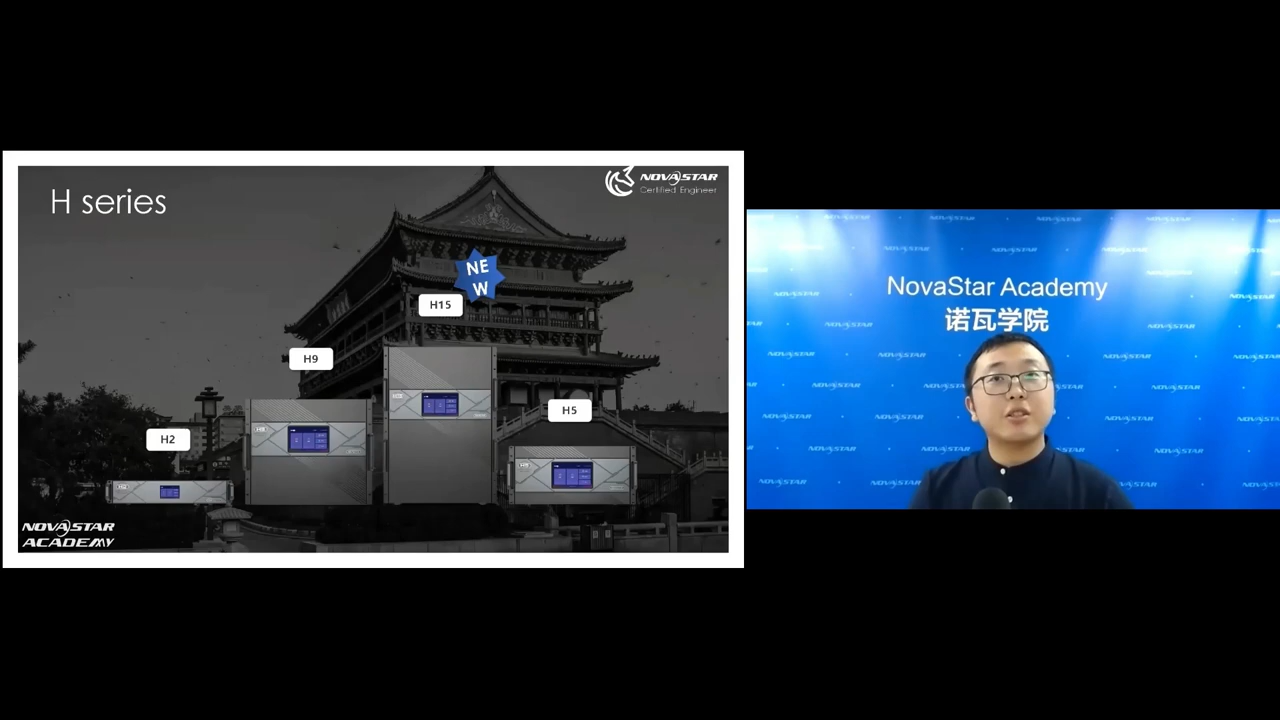 H series
NOVASTAR
Certified Engineer
NE
W
H15
H9
H5
H2
NOVASTAR
ACADEMY
NovaStar Academy
诺瓦学院